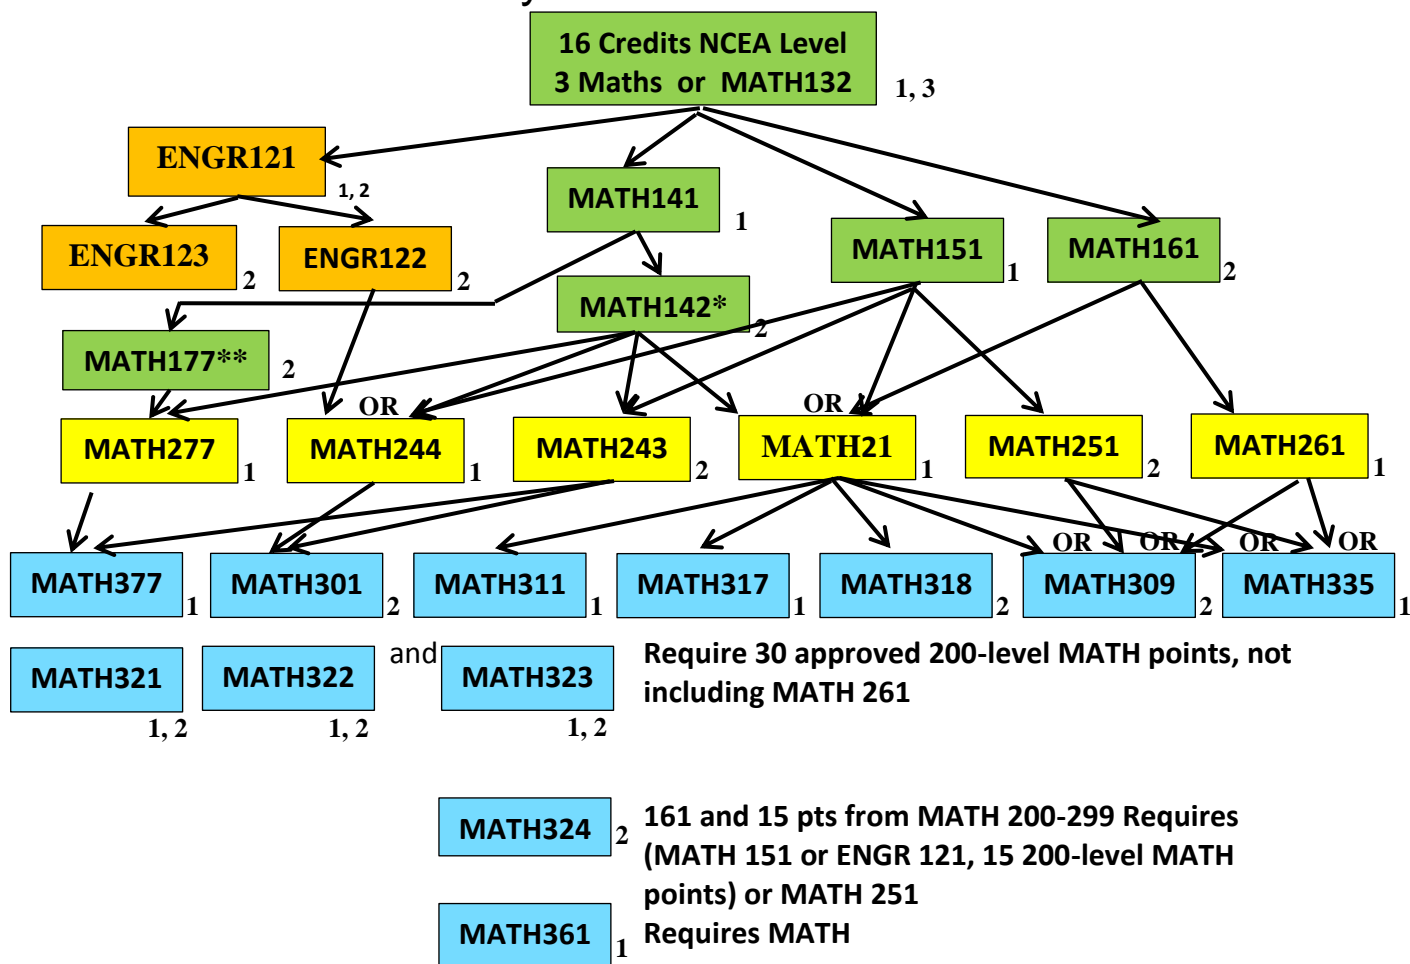 16 Credits NCEA Level
3 Maths or MATH132
1, 3
ENGR121
1, 2
MATH141
1
ENGR123
2
ENGR122
2
MATH151
1
MATH161
2
MATH142*
2
MATH177**
2
OR
OR
MATH277
1
MATH244
1
MATH243
2
MATH21
1
MATH251
2
MATH261
1
OR
OR
OR
OR
MATH377
1
MATH301
2
MATH311
1
MATH317
1
MATH318
2
MATH309
2
MATH335
1
MATH321
1, 2
MATH322
1, 2
and
MATH323
1, 2
Require 30 approved 200-level MATH points, not
including MATH 261
MATH324
2
161 and 15 pts from MATH 200-299 Requires
(MATH 151 or ENGR 121, 15 200-level MATH
points) or MATH 251
MATH361
1
Requires MATH